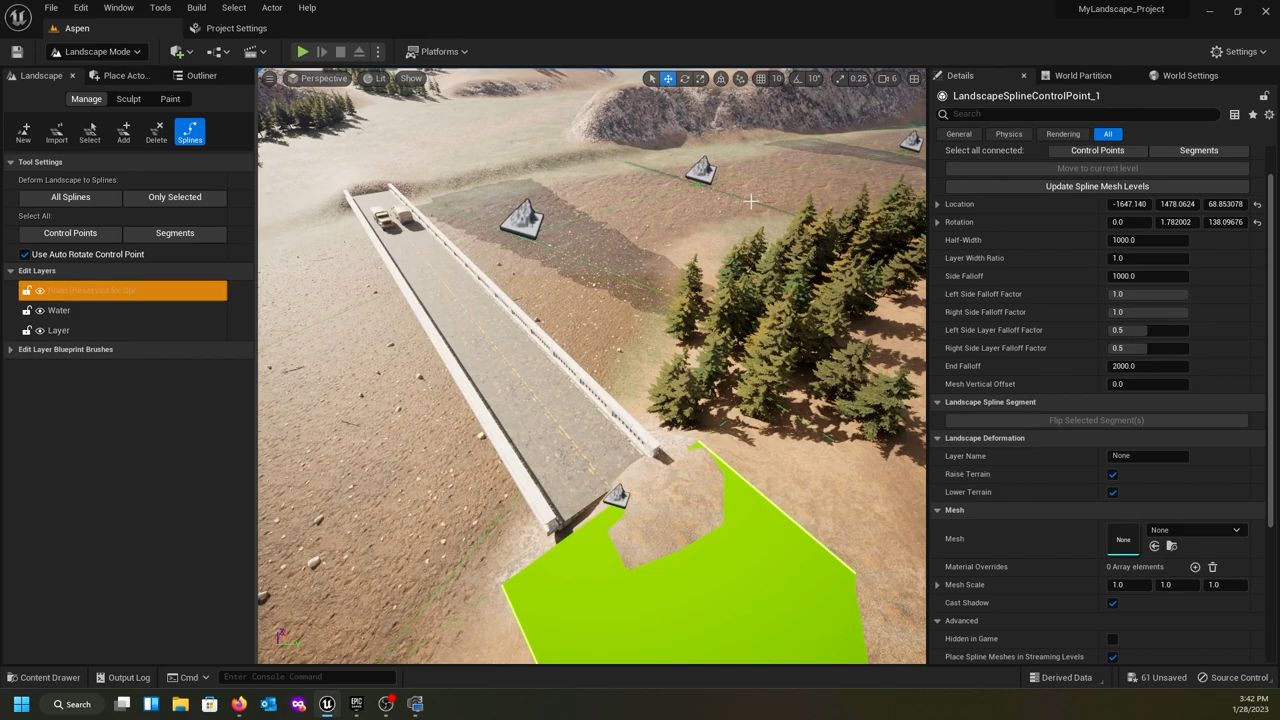 File Edit Window Tools Build Select Actor Help
MyLandscape_Project
Aspen
Project Settings
Landscape Mode
Platforms
Settings
Landscape
Place Acto...
Outliner
Manage
Sculpt
Paint
New
Import
Select
Add
Delete
Splines
Tool Settings
Deform Landscape to Splines:
All Splines
Only Selected
Select All:
Control Points
Segments
Use Auto Rotate Control Point
Edit Layers
Water
Layer
Edit Layer Blueprint Brushes
Perspective
Lit
Show
10
10°
0.25
6
Details
World Partition
World Settings
LandscapeSplineControlPoint_1
Search
General
Physics
Rendering
All
Select all connected:
Control Points
Segments
Move to current level
Update Spline Mesh Levels
Location -1647.140 1478.0624 68.853078
Rotation 0.0 1.782002 138.09676
Half-Width 1000.0
Layer Width Ratio 1.0
Side Falloff 1000.0
Left Side Falloff Factor 1.0
Right Side Falloff Factor 1.0
Left Side Layer Falloff Factor 0.5
Right Side Layer Falloff Factor 0.5
End Falloff 2000.0
Mesh Vertical Offset 0.0
Landscape Spline Segment
Flip Selected Segment(s)
Landscape Deformation
Layer Name None
Raise Terrain
Lower Terrain
Mesh
Mesh None None
Material Overrides 0 Array elements
Mesh Scale 1.0 1.0 1.0
Cast Shadow
Advanced
Hidden in Game
Place Spline Meshes in Streaming Levels
Content Drawer
Output Log
Cmd
Enter Console Command
Derived Data
61 Unsaved
Source Control
Search
3:42 PM
1/28/2023